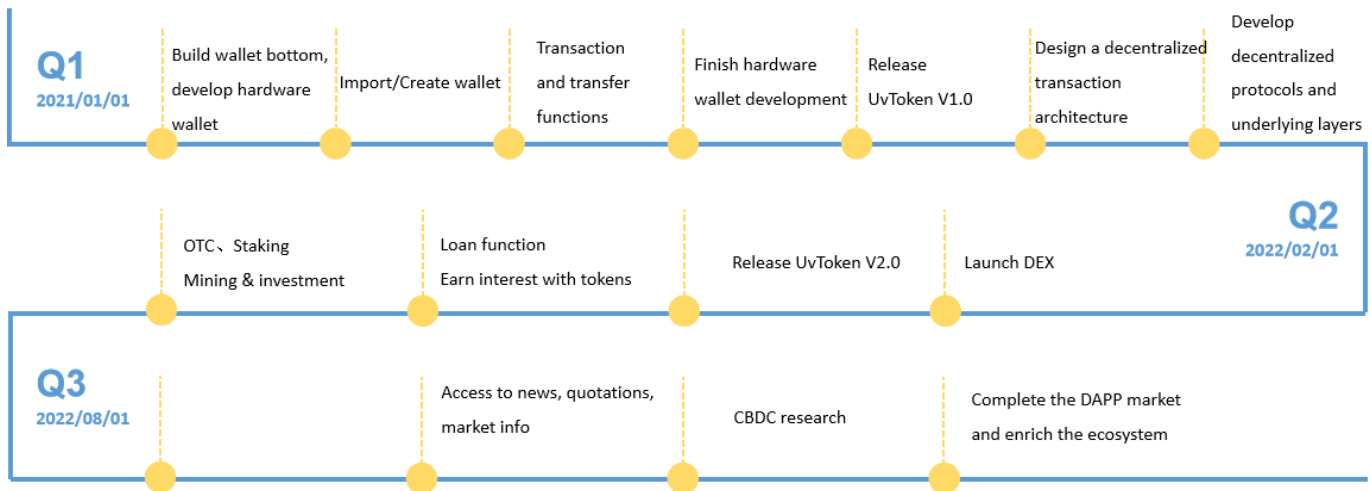 Q1
2021/01/01
Build wallet bottom,
develop hardware
wallet
Import/Create wallet
Transaction
and transfer
functions
Finish hardware
wallet development
Release
UvToken V1.0
Design a decentralized
transaction
architecture
Develop
decentralized
protocols and
underlying layers
Q2
2022/02/01
OTC、Staking
Mining & investment
Loan function
Earn interest with tokens
Release UvToken V2.0
Launch DEX
Q3
2022/08/01
Access to news, quotations,
market info
CBDC research
Complete the DAPP market
and enrich the ecosystem